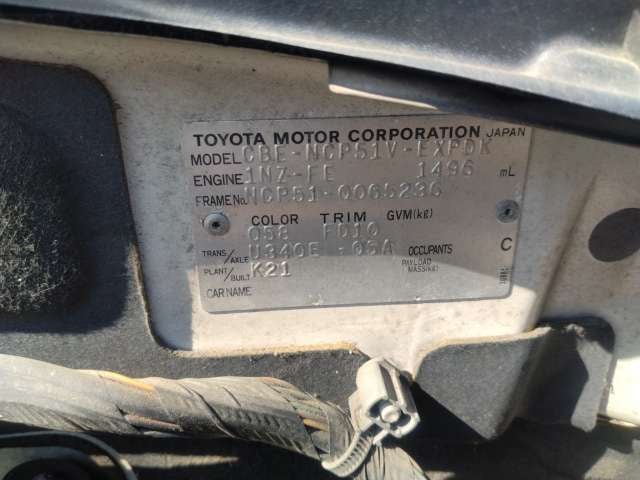 TOYOTA MOTOR CORPORATION JAPAN
MODEL CBE-NCP51V-EXPDK
ENGINE 1NZ-FE 1496 mL
FRAME No. NCP51-0065236
COLOR TRIM GVM(kg)
058 FD10
TRANS/AXLE U340E -05A OCCUPANTS C
PLANT/BUILT K21 PAYLOAD MASS(kg)
CAR NAME